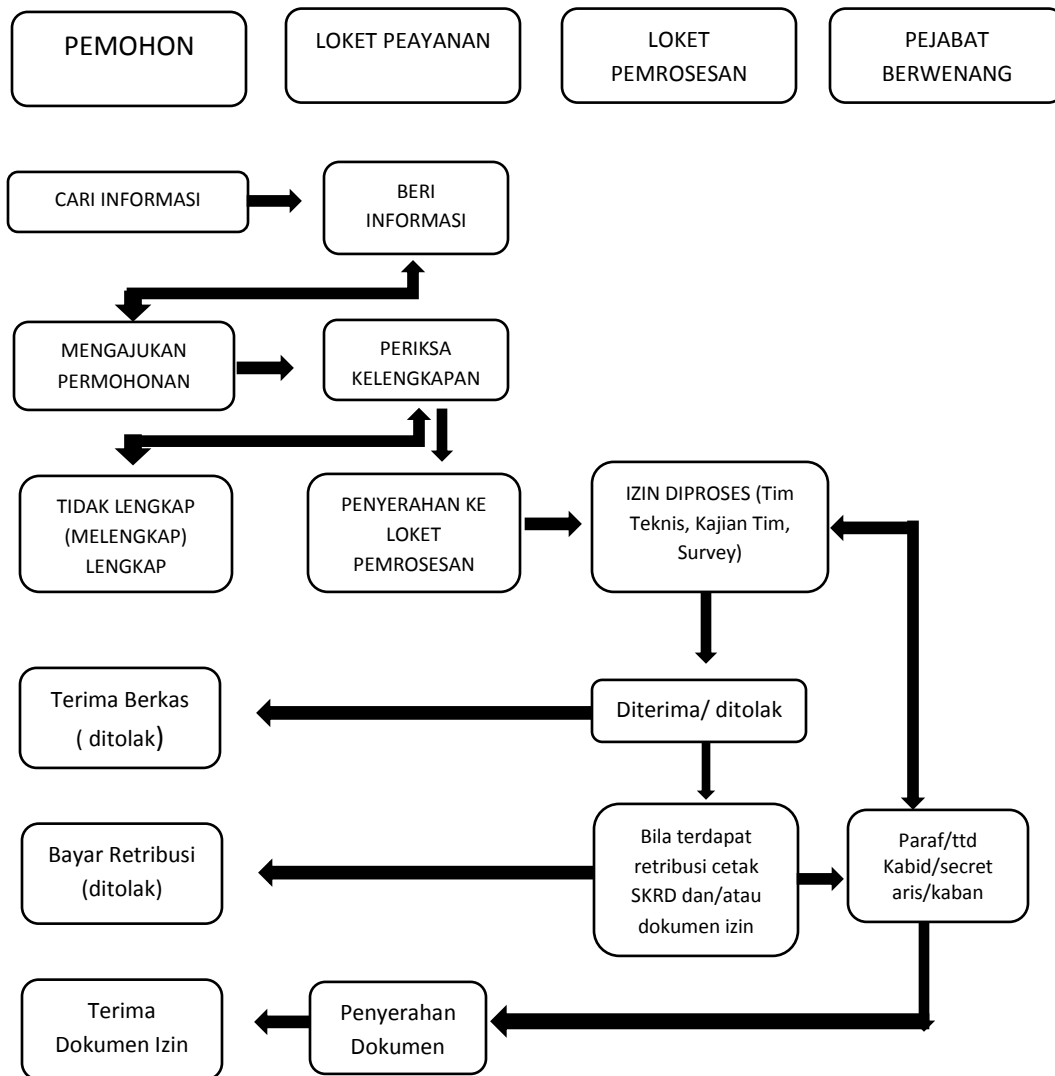 PEMOHON
LOKET PEAYANAN
LOKET
PEMROSESAN
PEJABAT
BERWENANG
CARI INFORMASI
BERI
INFORMASI
MENGAJUKAN
PERMOHONAN
PERIKSA
KELENGKAPAN
TIDAK LENGKAP
(MELENGKAP)
LENGKAP
PENYERAHAN KE
LOKET
PEMROSESAN
IZIN DIPROSES (Tim
Teknis, Kajian Tim,
Survey)
Terima Berkas
( ditolak)
Diterima/ ditolak
Bayar Retribusi
(ditolak)
Bila terdapat
retribusi cetak
SKRD dan/atau
dokumen izin
Paraf/ttd
Kabid/secret
aris/kaban
Terima
Dokumen Izin
Penyerahan
Dokumen